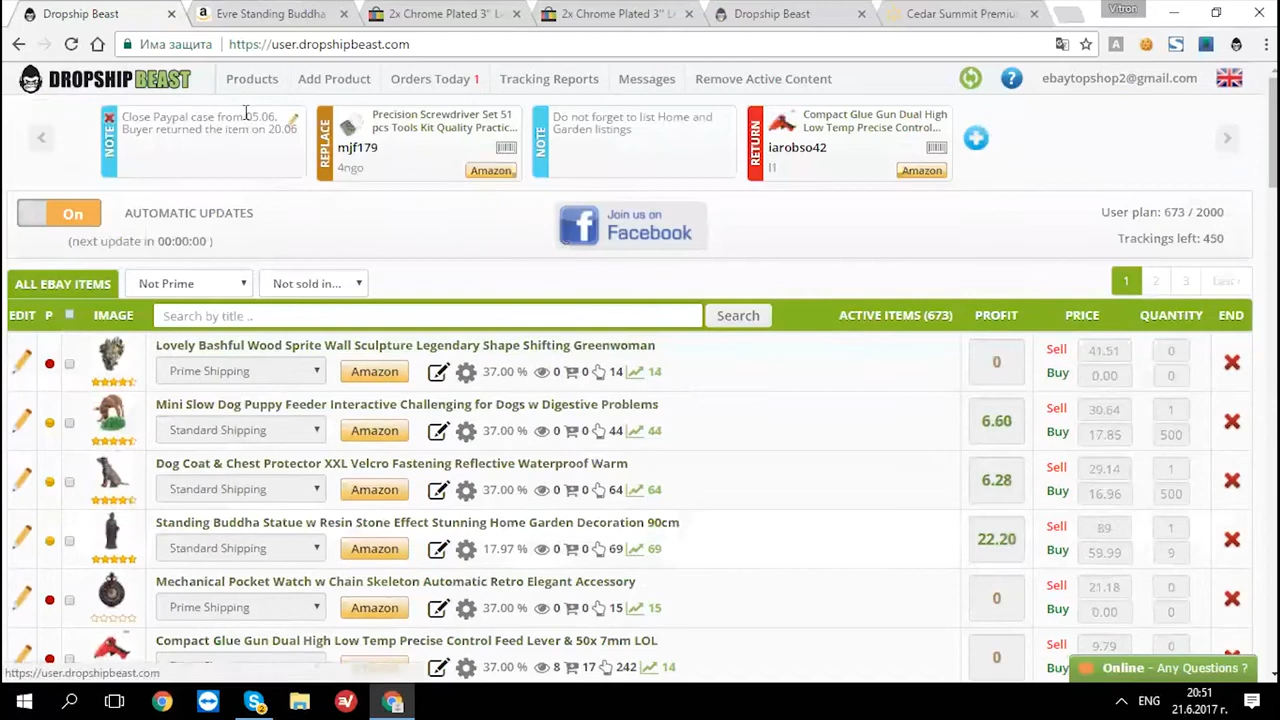 Dropship Beast
Evre Standing Buddha
2x Chrome Plated 3" L
2x Chrome Plated 3" L
Dropship Beast
Cedar Summit Premiu
Vitron
Има защита
https://user.dropshipbeast.com
DROPSHIPBEAST
Products
Add Product
Orders Today 1
Tracking Reports
Messages
Remove Active Content
ebaytopshop2@gmail.com
NOTE
Close Paypal case from 05.06.
Buyer returned the item on 20.06
REPLACE
Precision Screwdriver Set 51
pcs Tools Kit Quality Practic...
mjf179
4ngo
Amazon
NOTE
Do not forget to list Home and
Garden listings
RETURN
Compact Glue Gun Dual High
Low Temp Precise Control...
iarobso42
Amazon
On
AUTOMATIC UPDATES
(next update in 00:00:00 )
Join us on
Facebook
User plan: 673 / 2000
Trackings left: 450
ALL EBAY ITEMS
Not Prime
Not sold in...
1 2 3 Last
EDIT P IMAGE
Search by title ..
Search
ACTIVE ITEMS (673)
PROFIT
PRICE
QUANTITY
END
Lovely Bashful Wood Sprite Wall Sculpture Legendary Shape Shifting Greenwoman
Prime Shipping
Amazon
37.00 % 0 0 14 14
0
Sell 41.51 0
Buy 0.00 0
Mini Slow Dog Puppy Feeder Interactive Challenging for Dogs w Digestive Problems
Standard Shipping
Amazon
37.00 % 0 0 44 44
6.60
Sell 30.64 1
Buy 17.85 500
Dog Coat & Chest Protector XXL Velcro Fastening Reflective Waterproof Warm
Standard Shipping
Amazon
37.00 % 0 0 64 64
6.28
Sell 29.14 1
Buy 16.96 500
Standing Buddha Statue w Resin Stone Effect Stunning Home Garden Decoration 90cm
Standard Shipping
Amazon
17.97 % 0 0 69 69
22.20
Sell 89 1
Buy 59.99 9
Mechanical Pocket Watch w Chain Skeleton Automatic Retro Elegant Accessory
Prime Shipping
Amazon
37.00 % 0 0 15 15
0
Sell 21.18 0
Buy 0.00 0
Compact Glue Gun Dual High Low Temp Precise Control Feed Lever & 50x 7mm LOL
37.00 % 8 17 242 14
0
Sell 9.79 0
Buy
Online - Any Questions ?
https://user.dropshipbeast.com
ЕНГ
20:51
21.6.2017 г.